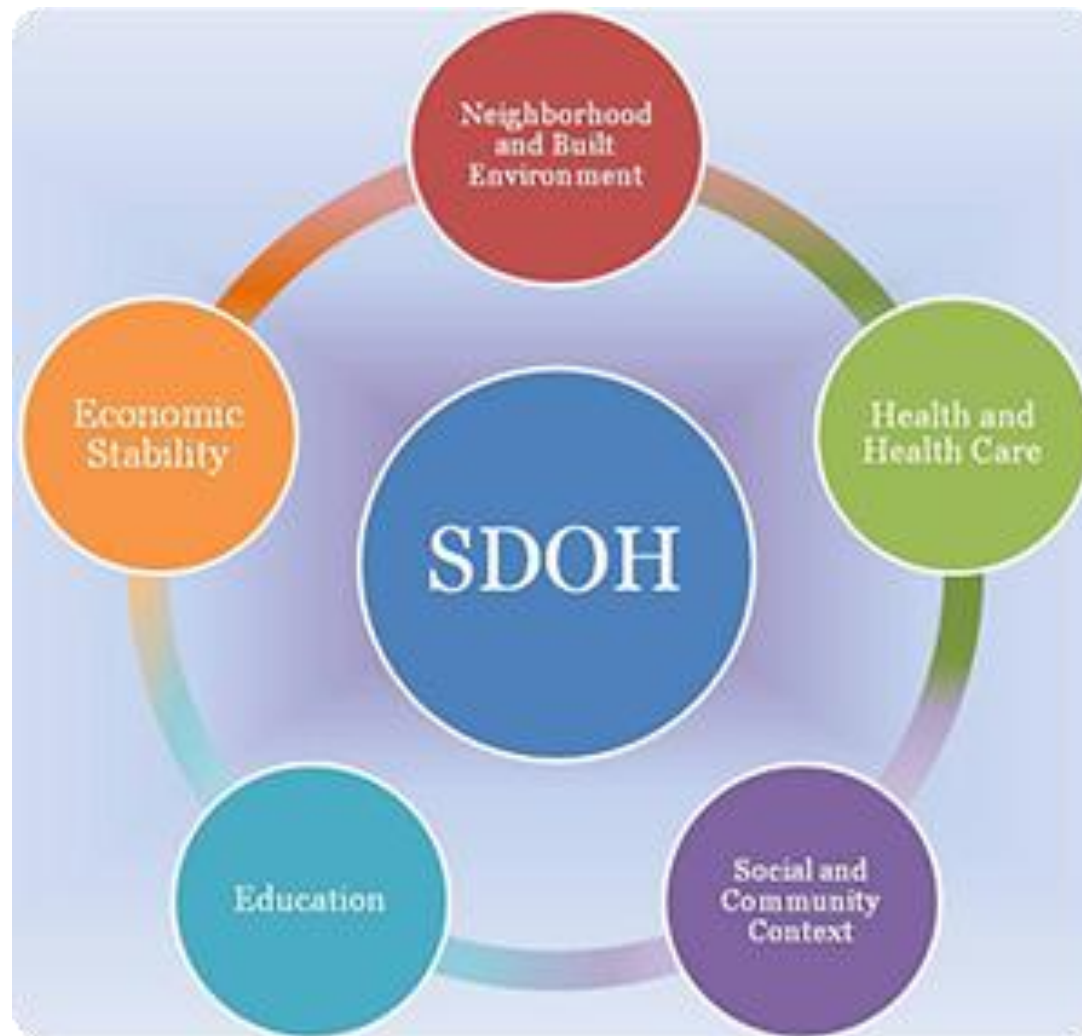 Neighborhood
and Built
Environment
Economic
Stability
Health and
Health Care
SDOH
Education
Social and
Community
Context